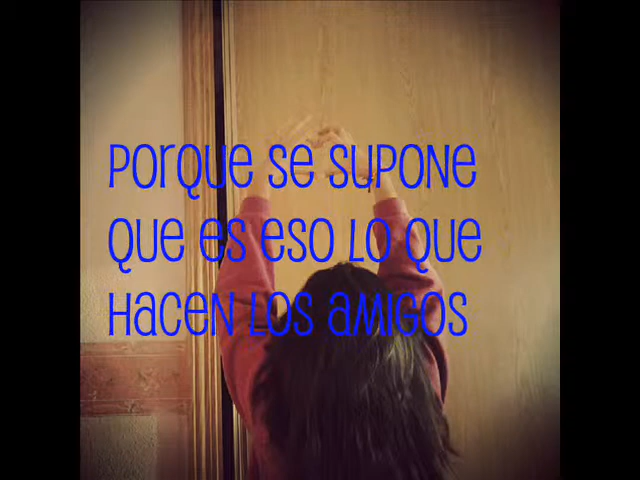 PORQUE SE SUPONE
QUE ES ESO LO QUE
HACEN LOS AMIGOS